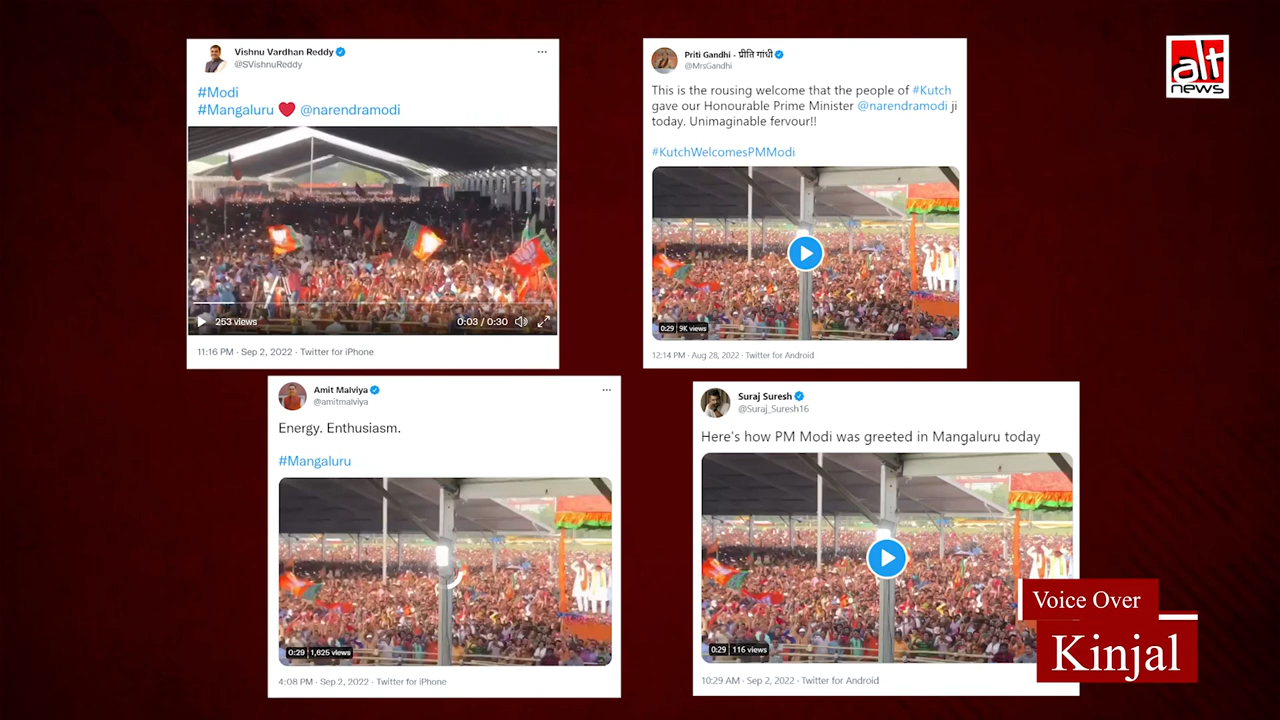 Vishnu Vardhan Reddy
@SVishnuReddy
#Modi
#Mangaluru ❤ @narendramodi
253 views
0:03 / 0:30
11:16 PM · Sep 2, 2022 · Twitter for iPhone
Priti Gandhi - प्रीति गांधी
@MrsGandhi
This is the rousing welcome that the people of #Kutch
gave our Honourable Prime Minister @narendramodi ji
today. Unimaginable fervour!!
#KutchWelcomesPMModi
0:29 9K views
12:14 PM · Aug 28, 2022 · Twitter for Android
alt
news
Amit Malviya
@amitmalviya
Energy. Enthusiasm.
#Mangaluru
0:29 1,625 views
4:08 PM · Sep 2, 2022 · Twitter for iPhone
Suraj Suresh
@Suraj_Suresh16
Here's how PM Modi was greeted in Mangaluru today
0:29 116 views
10:29 AM · Sep 2, 2022 · Twitter for Android
Voice Over
Kinjal